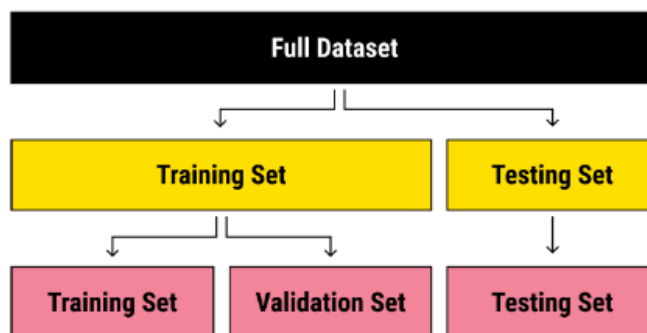 Full Dataset
Training Set
Testing Set
Training Set
Validation Set
Testing Set